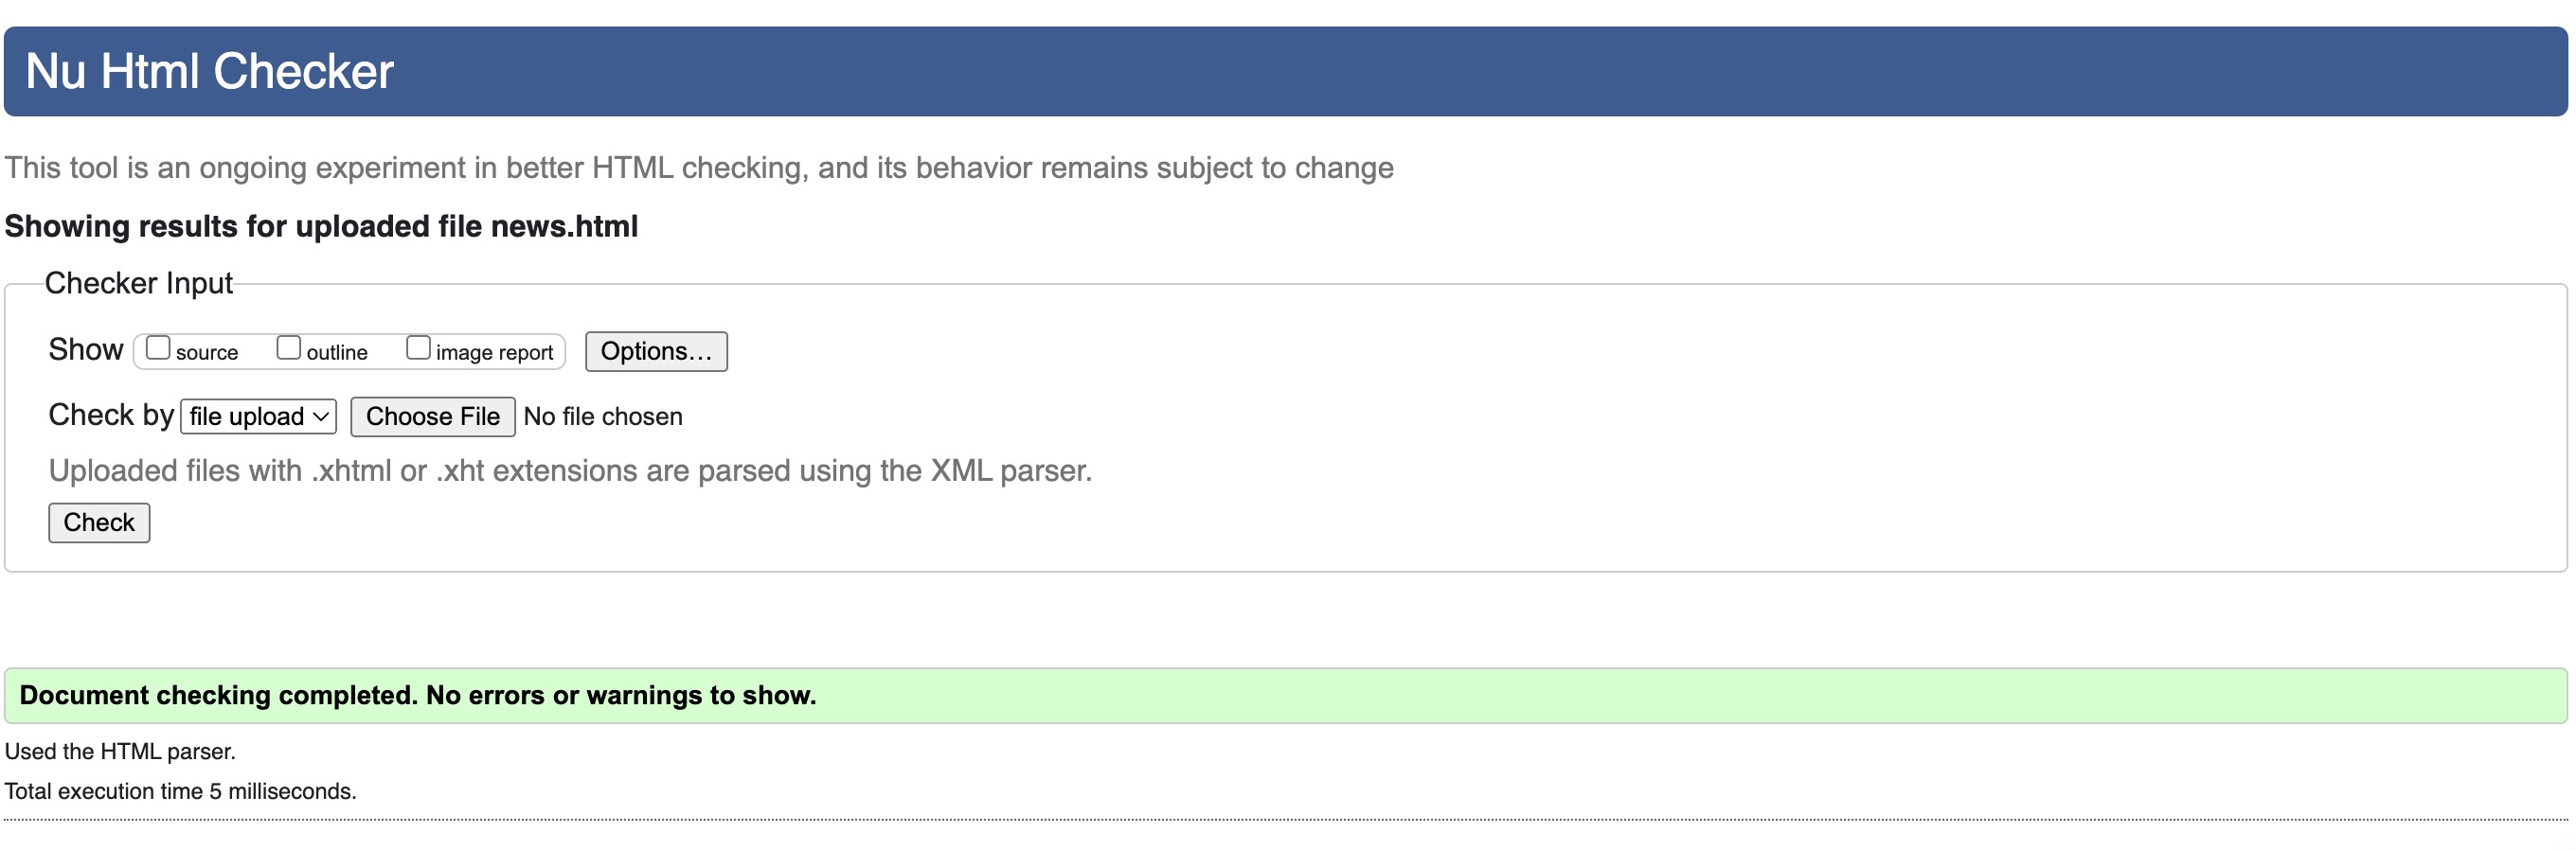 Nu Html Checker
This tool is an ongoing experiment in better HTML checking, and its behavior remains subject to change
Showing results for uploaded file news.html
Checker Input
Show source outline image report Options...
Check by file upload Choose File No file chosen
Uploaded files with .xhtml or .xht extensions are parsed using the XML parser.
Check
Document checking completed. No errors or warnings to show.
Used the HTML parser.
Total execution time 5 milliseconds.